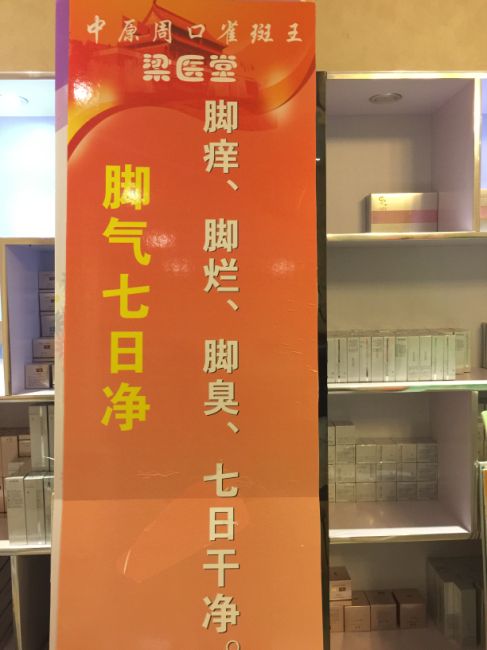 中原周口雀斑王
梁医堂
脚痒、脚烂、脚臭、七日干净。
脚气七日净